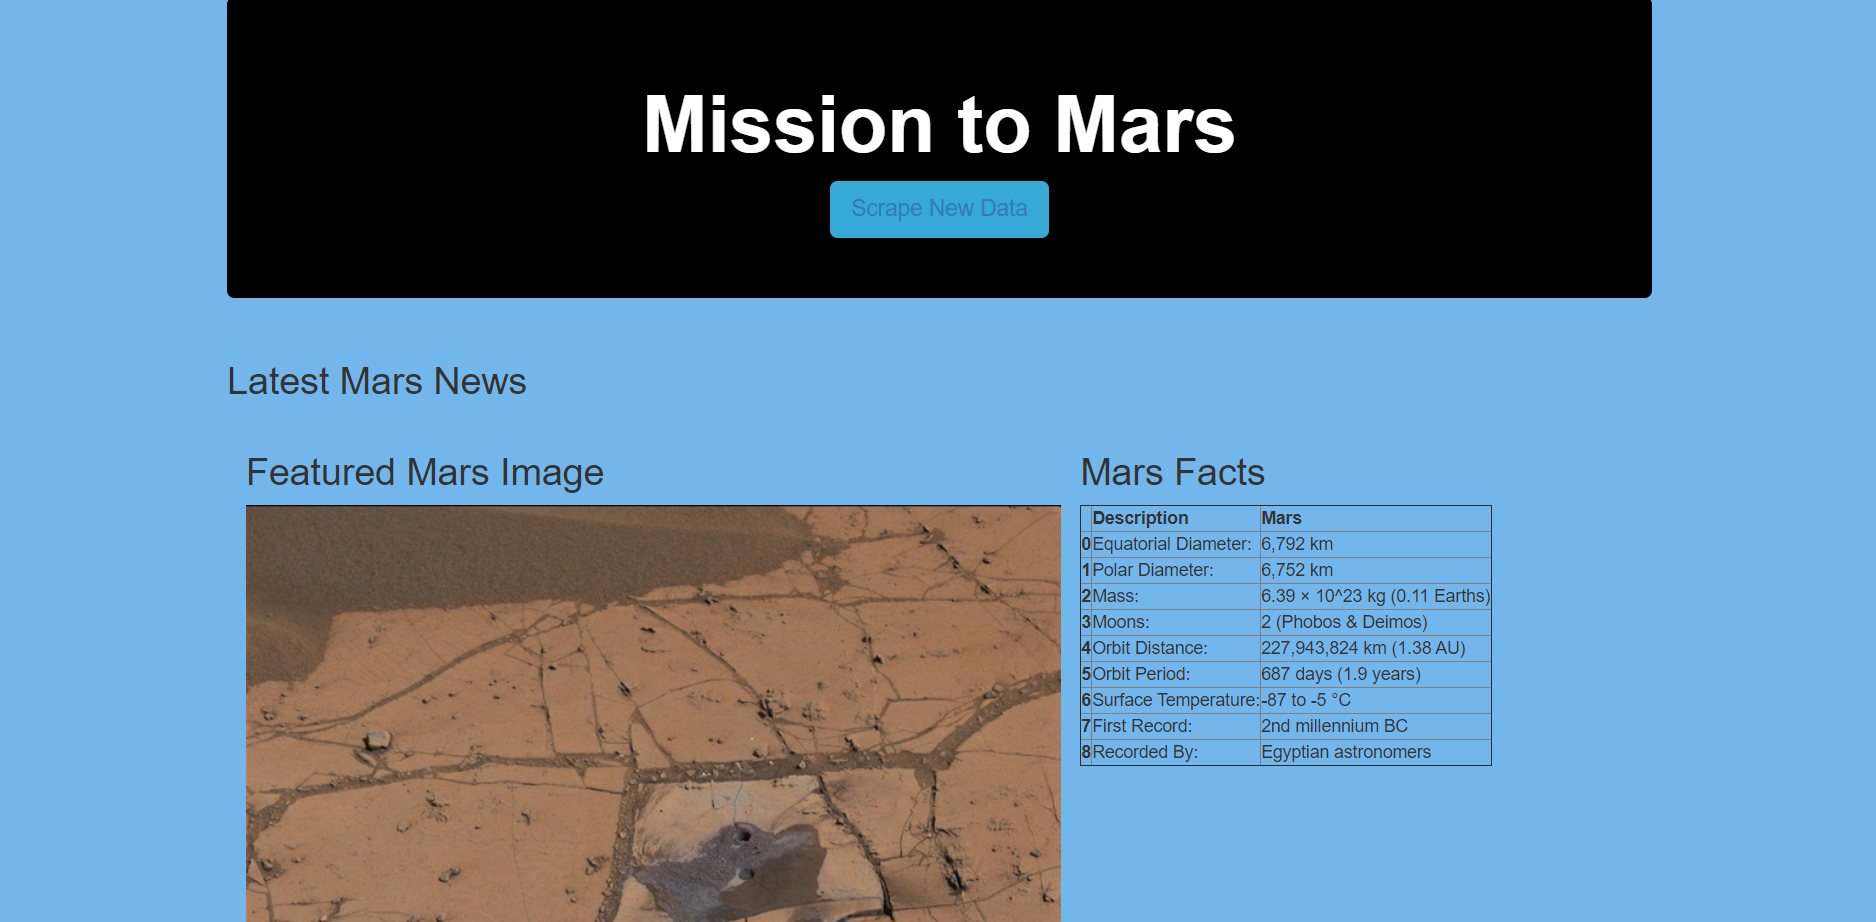 Mission to Mars
Scrape New Data
Latest Mars News
Featured Mars Image
Mars Facts
Description Mars
0 Equatorial Diameter: 6,792 km
1 Polar Diameter: 6,752 km
2 Mass: 6.39 × 10^23 kg (0.11 Earths)
3 Moons: 2 (Phobos & Deimos)
4 Orbit Distance: 227,943,824 km (1.38 AU)
5 Orbit Period: 687 days (1.9 years)
6 Surface Temperature: -87 to -5 °C
7 First Record: 2nd millennium BC
8 Recorded By: Egyptian astronomers